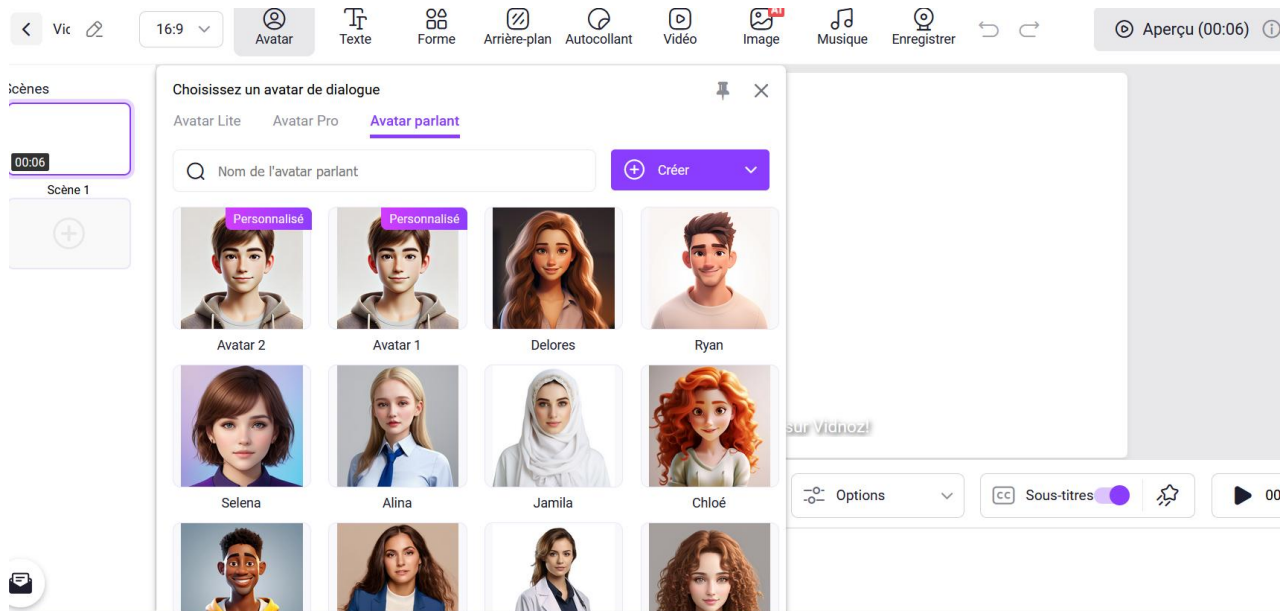 Vic
16:9
Avatar
Texte
Forme
Arrière-plan
Autocollant
Vidéo
AI
Image
Musique
Enregistrer
Aperçu (00:06)
Scènes
00:06
Scène 1
Choisissez un avatar de dialogue
Avatar Lite
Avatar Pro
Avatar parlant
Nom de l'avatar parlant
Créer
Personnalisé
Personnalisé
Avatar 2
Avatar 1
Delores
Ryan
Selena
Alina
Jamila
Chloé
sur Vidnoz!
Options
CC
Sous-titres
00